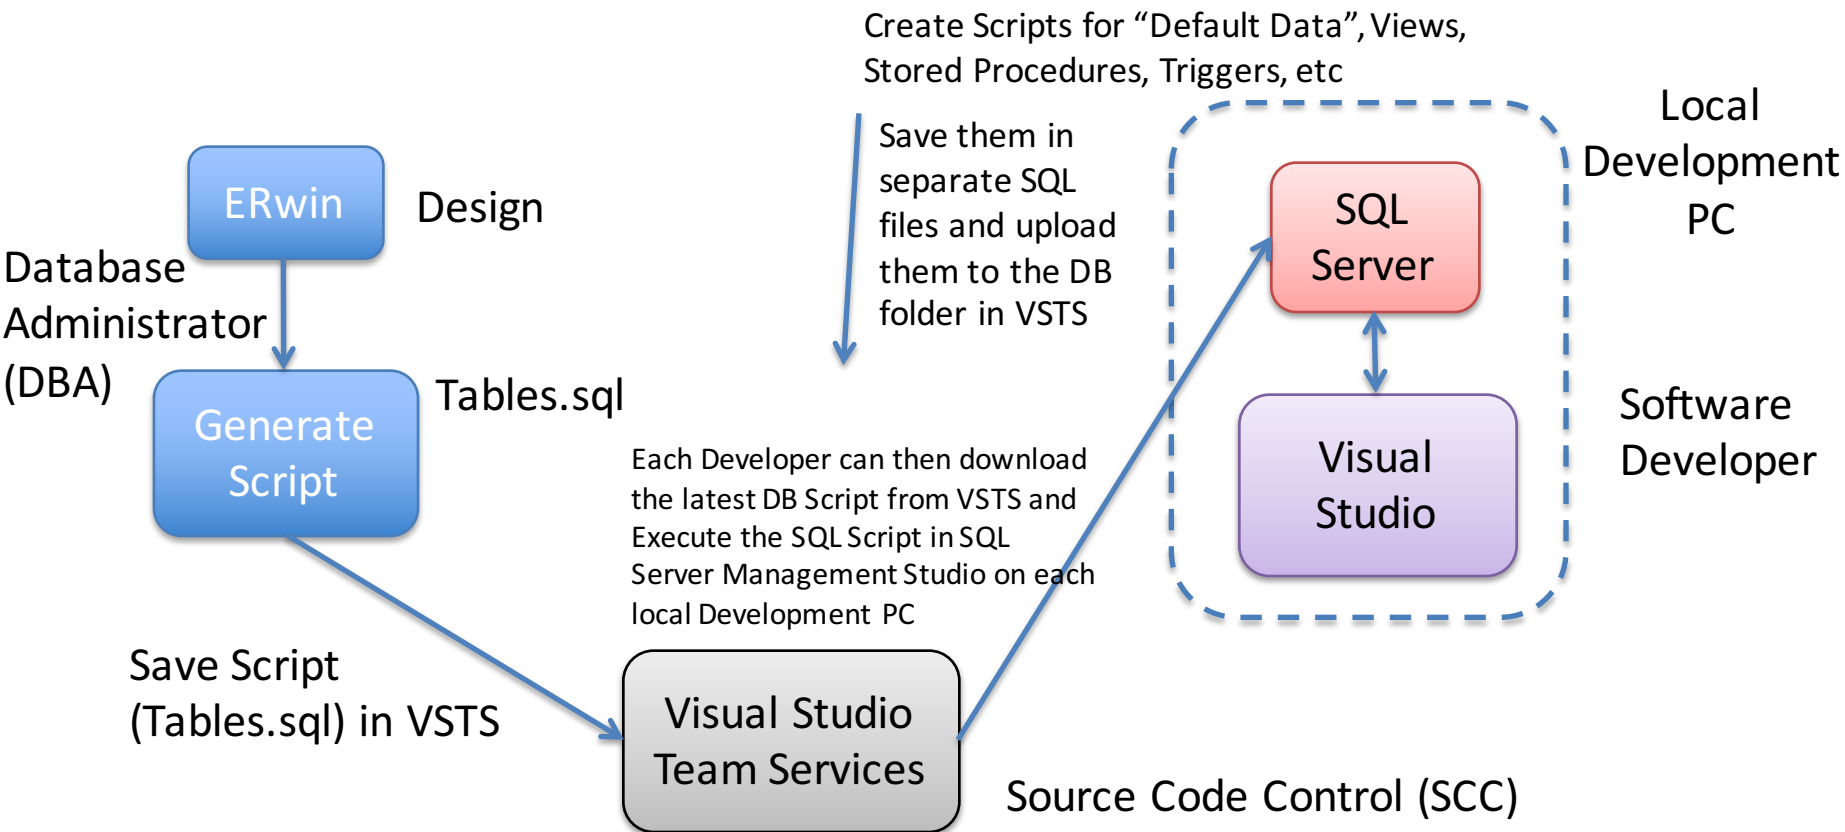 Create Scripts for “Default Data”, Views,
Stored Procedures, Triggers, etc
Save them in
separate SQL
files and upload
them to the DB
folder in VSTS
Local
Development
PC
ERwin
Design
SQL
Server
Database
Administrator
(DBA)
Generate
Script
Tables.sql
Visual
Studio
Software
Developer
Each Developer can then download
the latest DB Script from VSTS and
Execute the SQL Script in SQL
Server Management Studio on each
local Development PC
Save Script
(Tables.sql) in VSTS
Visual Studio
Team Services
Source Code Control (SCC)